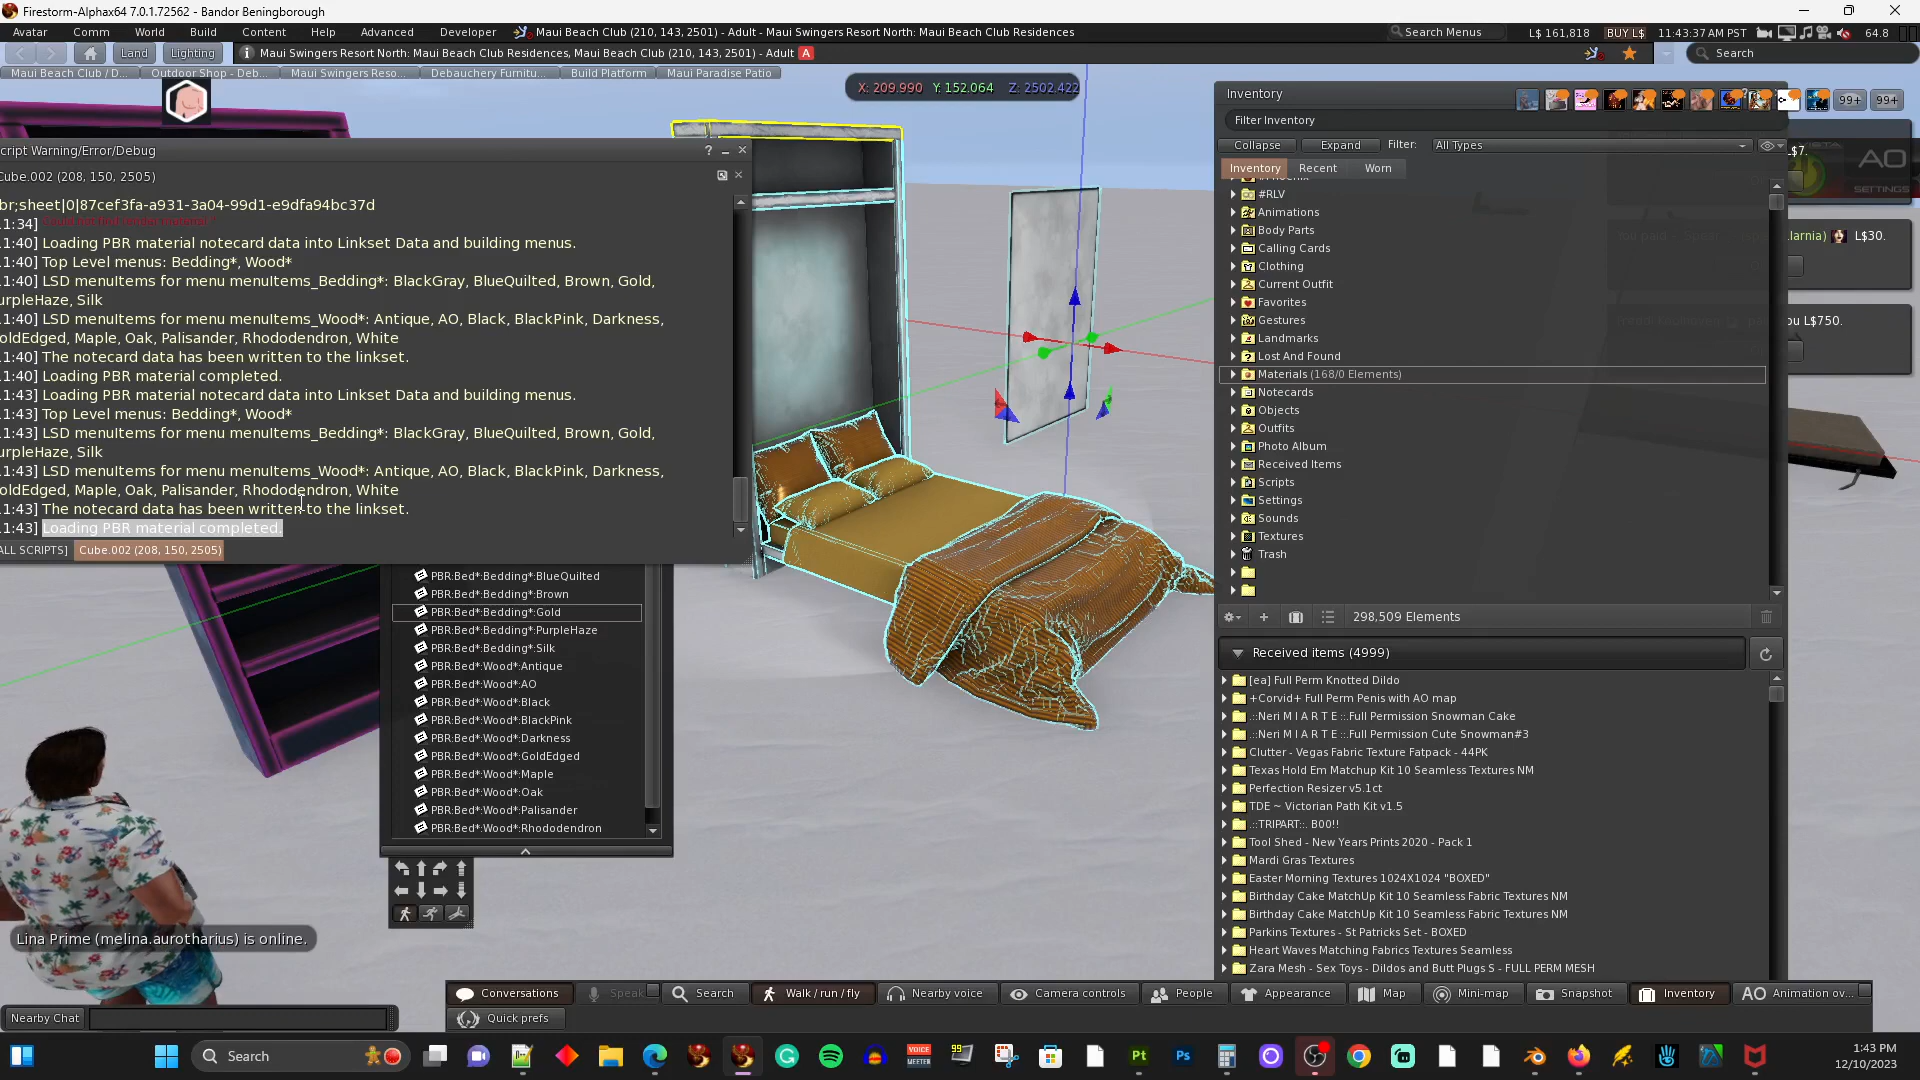 Firestorm-Alphax64 7.0.1.72562 - Bandor Beningborough
Avatar Comm World Build Content Help Advanced Developer Maui Beach Club (210, 143, 2501) - Adult - Maui Swingers Resort North: Maui Beach Club Residences Search Menus L$ 161,818 BUY L$ 11:43:37 AM PST 64.8
Land Lighting Maui Swingers Resort North: Maui Beach Club Residences, Maui Beach Club (210, 143, 2501) - Adult A Search
Maui Beach Club / D... Outdoor Shop - Deb... Maui Swingers Reso... Debauchery Furnitu... Build Platform Maui Paradise Patio
X: 209.990 Y: 152.064 Z: 2502.422
cript Warning/Error/Debug
Cube.002 (208, 150, 2505)
br;sheet|0|87cef3fa-a931-3a04-99d1-e9dfa94bc37d
1:34]
1:40] Loading PBR material notecard data into Linkset Data and building menus.
1:40] Top Level menus: Bedding*, Wood*
1:40] LSD menuItems for menu menuItems_Bedding*: BlackGray, BlueQuilted, Brown, Gold,
urpleHaze, Silk
1:40] LSD menuItems for menu menuItems_Wood*: Antique, AO, Black, BlackPink, Darkness,
oldEdged, Maple, Oak, Palisander, Rhododendron, White
1:40] The notecard data has been written to the linkset.
1:40] Loading PBR material completed.
1:43] Loading PBR material notecard data into Linkset Data and building menus.
1:43] Top Level menus: Bedding*, Wood*
1:43] LSD menuItems for menu menuItems_Bedding*: BlackGray, BlueQuilted, Brown, Gold,
urpleHaze, Silk
1:43] LSD menuItems for menu menuItems_Wood*: Antique, AO, Black, BlackPink, Darkness,
oldEdged, Maple, Oak, Palisander, Rhododendron, White
1:43] The notecard data has been written to the linkset.
1:43] Loading PBR material completed.
ALL SCRIPTS] Cube.002 (208, 150, 2505)
PBR:Bed*:Bedding*:BlueQuilted
PBR:Bed*:Bedding*:Brown
PBR:Bed*:Bedding*:Gold
PBR:Bed*:Bedding*:PurpleHaze
PBR:Bed*:Bedding*:Silk
PBR:Bed*:Wood*:Antique
PBR:Bed*:Wood*:AO
PBR:Bed*:Wood*:Black
PBR:Bed*:Wood*:BlackPink
PBR:Bed*:Wood*:Darkness
PBR:Bed*:Wood*:GoldEdged
PBR:Bed*:Wood*:Maple
PBR:Bed*:Wood*:Oak
PBR:Bed*:Wood*:Palisander
PBR:Bed*:Wood*:Rhododendron
Inventory
99+ 99+
Filter Inventory
Collapse Expand Filter: All Types
Inventory Recent Worn
#RLV
Animations
Body Parts
Calling Cards
Clothing
Current Outfit
Favorites
Gestures
Landmarks
Lost And Found
Materials (168/0 Elements)
Notecards
Objects
Outfits
Photo Album
Received Items
Scripts
Settings
Sounds
Textures
Trash
298,509 Elements
Received items (4999)
[ea] Full Perm Knotted Dildo
+Corvid+ Full Perm Penis with AO map
.::Neri M I A R T E ::.Full Permission Snowman Cake
.::Neri M I A R T E ::.Full Permission Cute Snowman#3
Clutter - Vegas Fabric Texture Fatpack - 44PK
Texas Hold Em Matchup Kit 10 Seamless Textures NM
Perfection Resizer v5.1ct
TDE ~ Victorian Path Kit v1.5
.::TRIPART::. B00!!
Tool Shed - New Years Prints 2020 - Pack 1
Mardi Gras Textures
Easter Morning Textures 1024X1024 "BOXED"
Birthday Cake MatchUp Kit 10 Seamless Fabric Textures NM
Birthday Cake MatchUp Kit 10 Seamless Fabric Textures NM
Parkins Textures - St Patricks Set - BOXED
Heart Waves Matching Fabrics Textures Seamless
Zara Mesh - Sex Toys - Dildos and Butt Plugs S - FULL PERM MESH
$7.
AO
SETTINGS
larnia) L$30.
ou L$750.
Lina Prime (melina.aurotharius) is online.
Nearby Chat
Conversations Speak Search Walk / run / fly Nearby voice Camera controls People Appearance Map Mini-map Snapshot Inventory AO Animation ov...
Quick prefs
Search
VOICE
MEETER
99
Pt
Ps
1:43 PM
12/10/2023